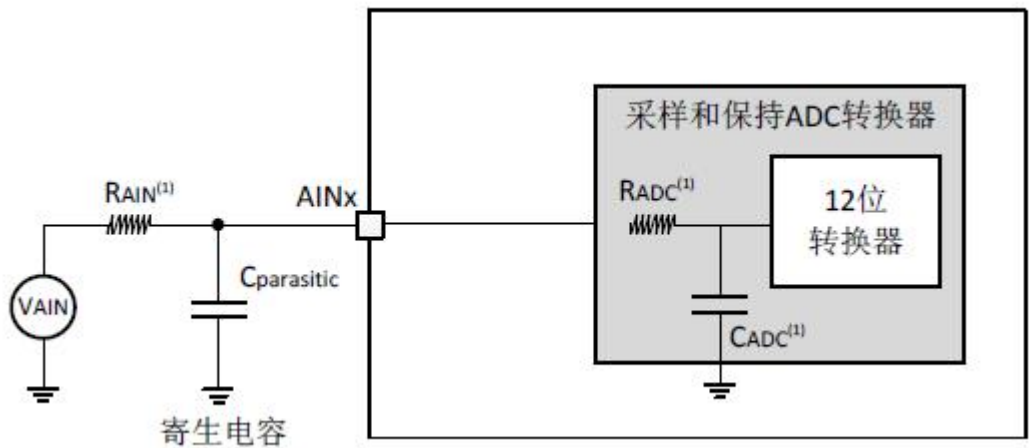 采样和保持ADC转换器
RAIN(1)
AINx
RADC(1)
12位
转换器
Cparasitic
VAIN
CADC(1)
寄生电容